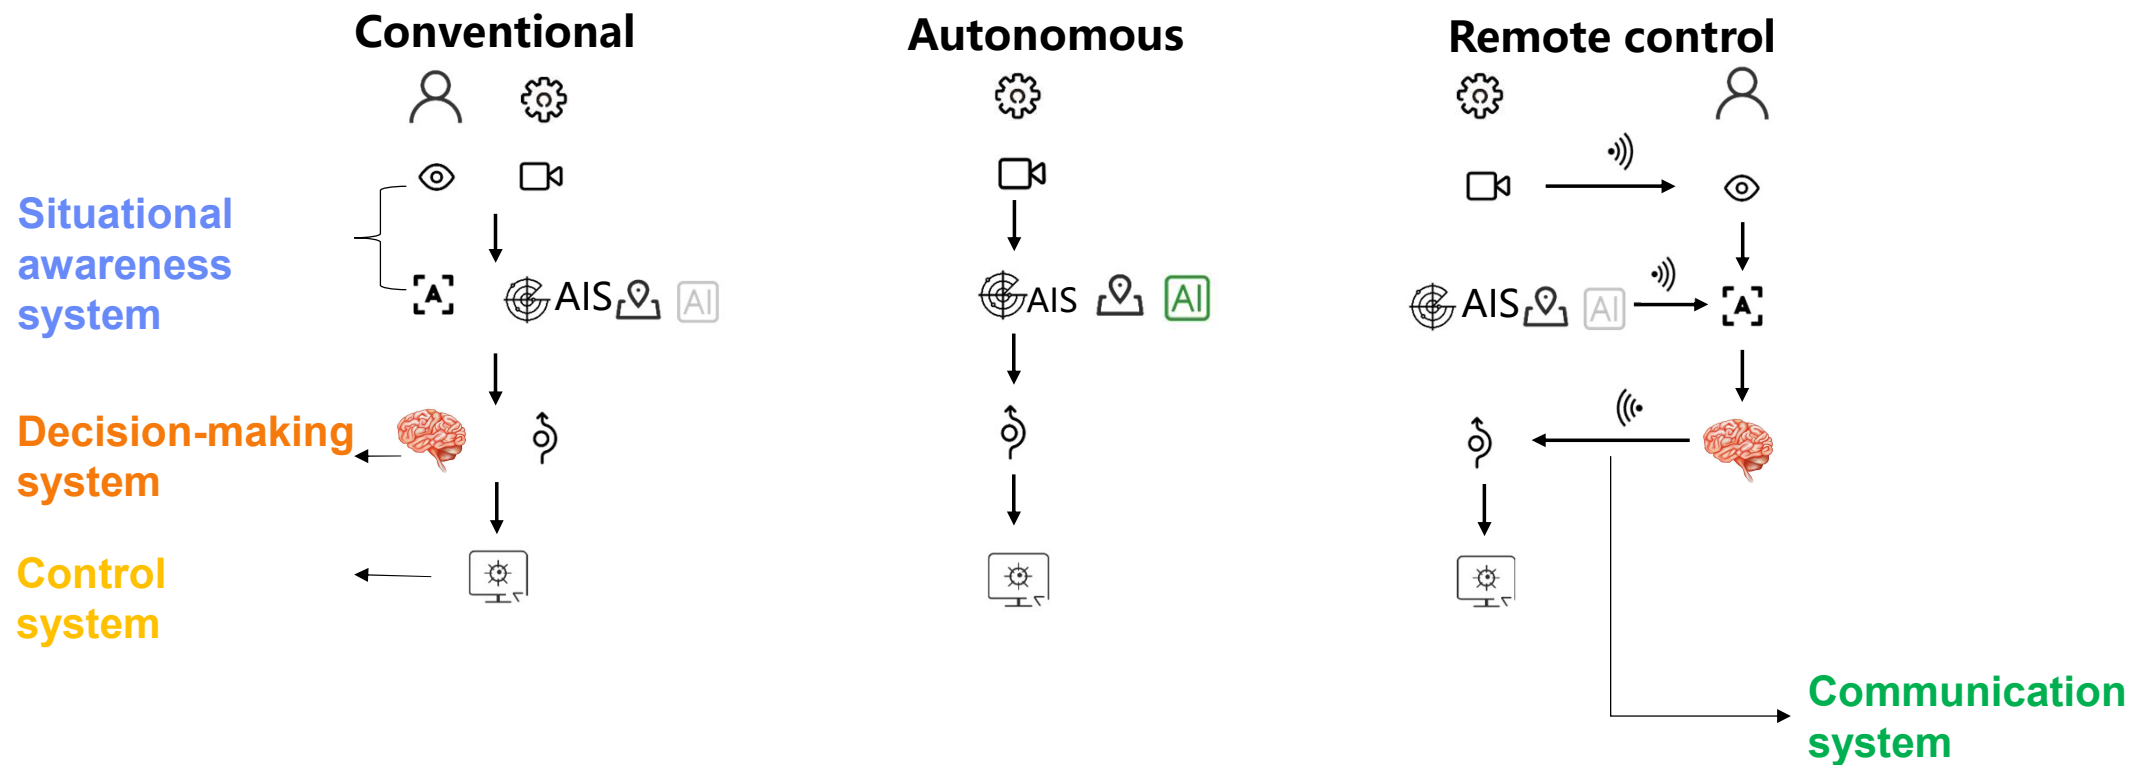 Conventional
Autonomous
Remote control
Situational
awareness
system
A
AIS
AI
AIS
AI
AIS
AI
A
Decision-making
system
Control
system
Communication
system